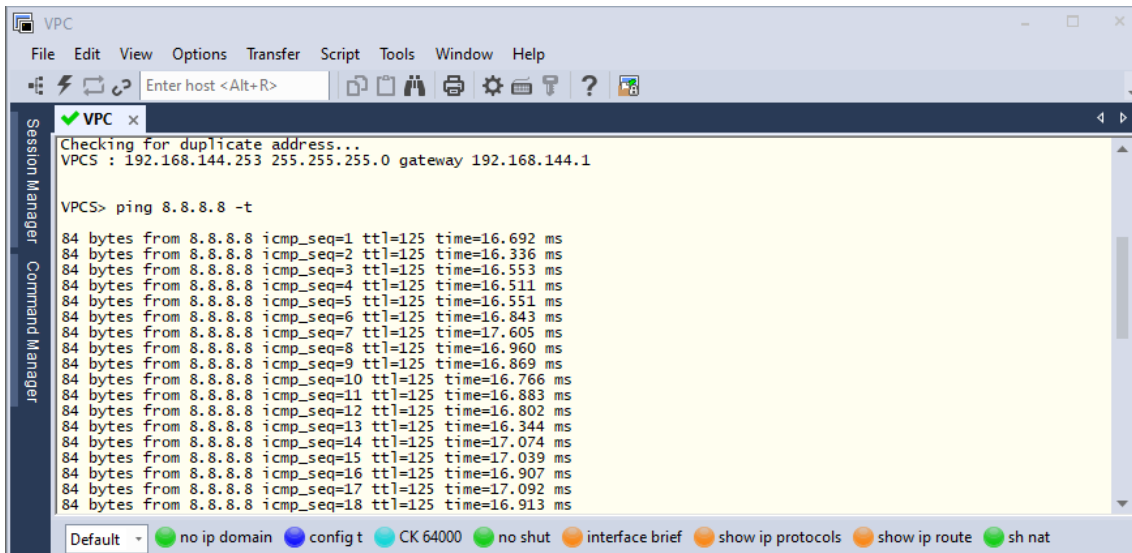 VPC
File Edit View Options Transfer Script Tools Window Help
Enter host <Alt+R>
Session Manager
Command Manager
VPC
Checking for duplicate address...
VPCS : 192.168.144.253 255.255.255.0 gateway 192.168.144.1
VPCS> ping 8.8.8.8 -t
84 bytes from 8.8.8.8 icmp_seq=1 ttl=125 time=16.692 ms
84 bytes from 8.8.8.8 icmp_seq=2 ttl=125 time=16.336 ms
84 bytes from 8.8.8.8 icmp_seq=3 ttl=125 time=16.553 ms
84 bytes from 8.8.8.8 icmp_seq=4 ttl=125 time=16.511 ms
84 bytes from 8.8.8.8 icmp_seq=5 ttl=125 time=16.551 ms
84 bytes from 8.8.8.8 icmp_seq=6 ttl=125 time=16.843 ms
84 bytes from 8.8.8.8 icmp_seq=7 ttl=125 time=17.605 ms
84 bytes from 8.8.8.8 icmp_seq=8 ttl=125 time=16.960 ms
84 bytes from 8.8.8.8 icmp_seq=9 ttl=125 time=16.869 ms
84 bytes from 8.8.8.8 icmp_seq=10 ttl=125 time=16.766 ms
84 bytes from 8.8.8.8 icmp_seq=11 ttl=125 time=16.883 ms
84 bytes from 8.8.8.8 icmp_seq=12 ttl=125 time=16.802 ms
84 bytes from 8.8.8.8 icmp_seq=13 ttl=125 time=16.344 ms
84 bytes from 8.8.8.8 icmp_seq=14 ttl=125 time=17.074 ms
84 bytes from 8.8.8.8 icmp_seq=15 ttl=125 time=17.039 ms
84 bytes from 8.8.8.8 icmp_seq=16 ttl=125 time=16.907 ms
84 bytes from 8.8.8.8 icmp_seq=17 ttl=125 time=17.092 ms
84 bytes from 8.8.8.8 icmp_seq=18 ttl=125 time=16.913 ms
Default no ip domain config t CK 64000 no shut interface brief show ip protocols show ip route sh nat